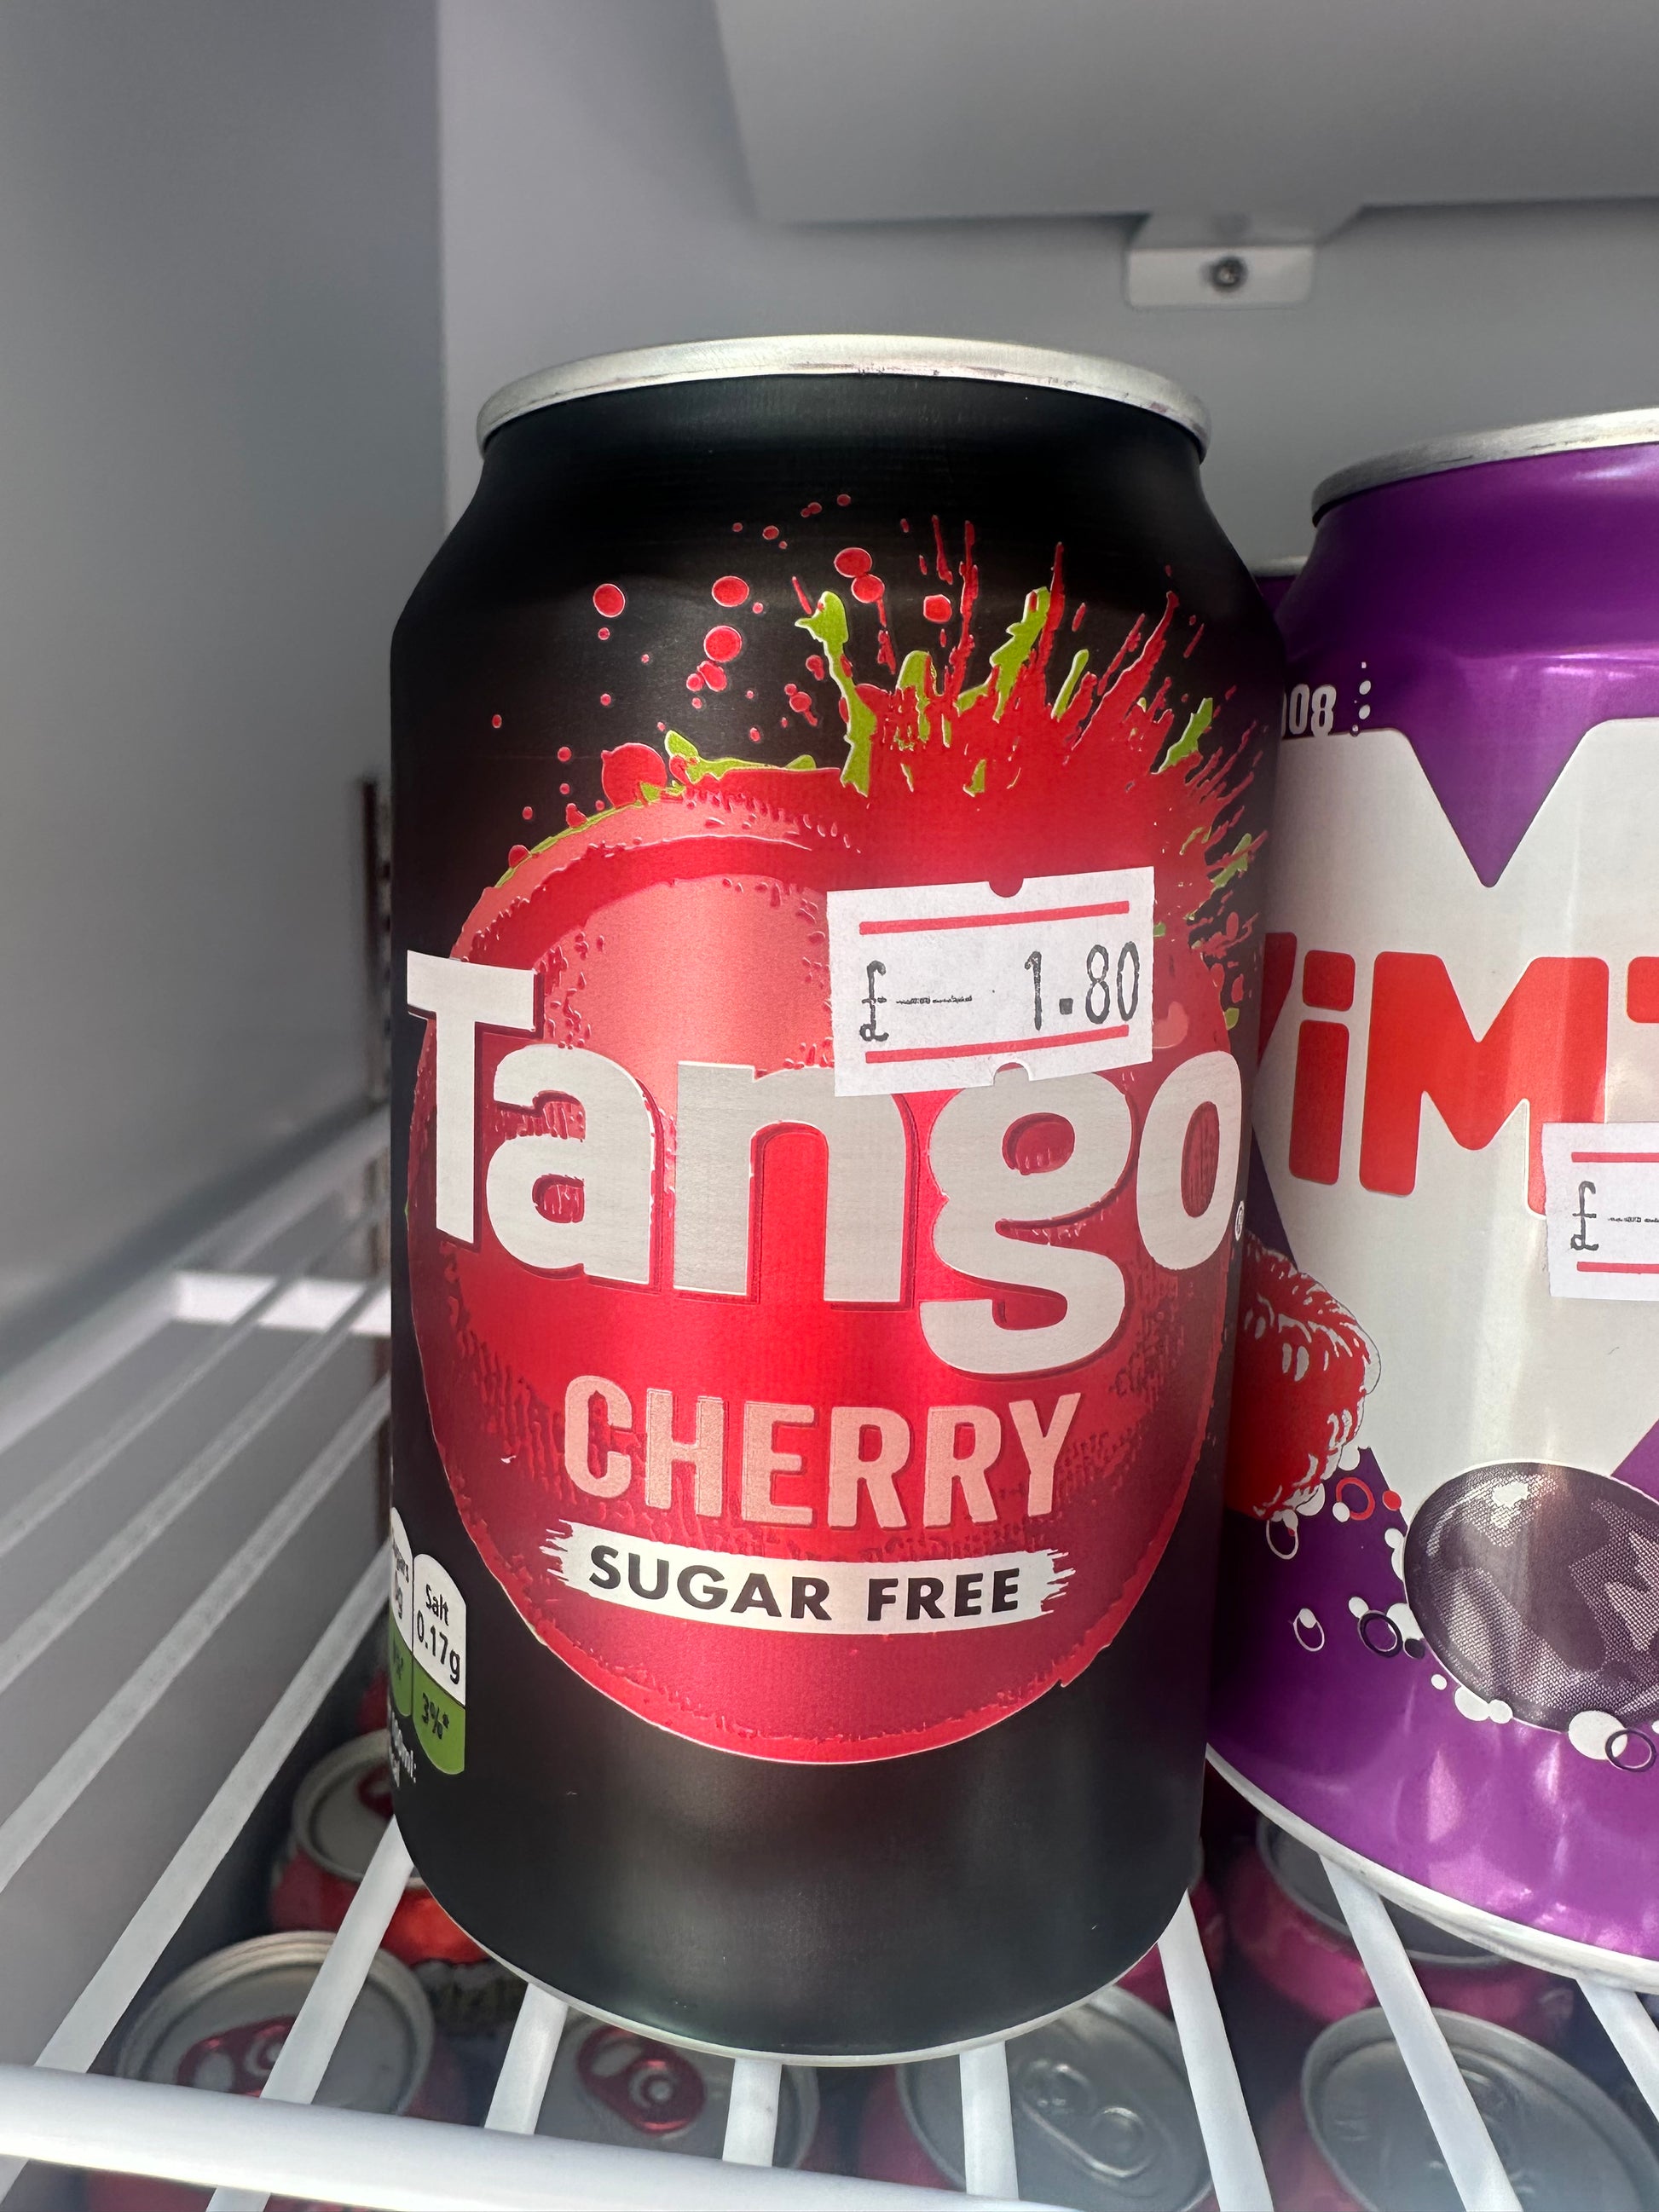 £ 1.80
Tango
CHERRY
SUGAR FREE
Salt
0.17g
3%*
£